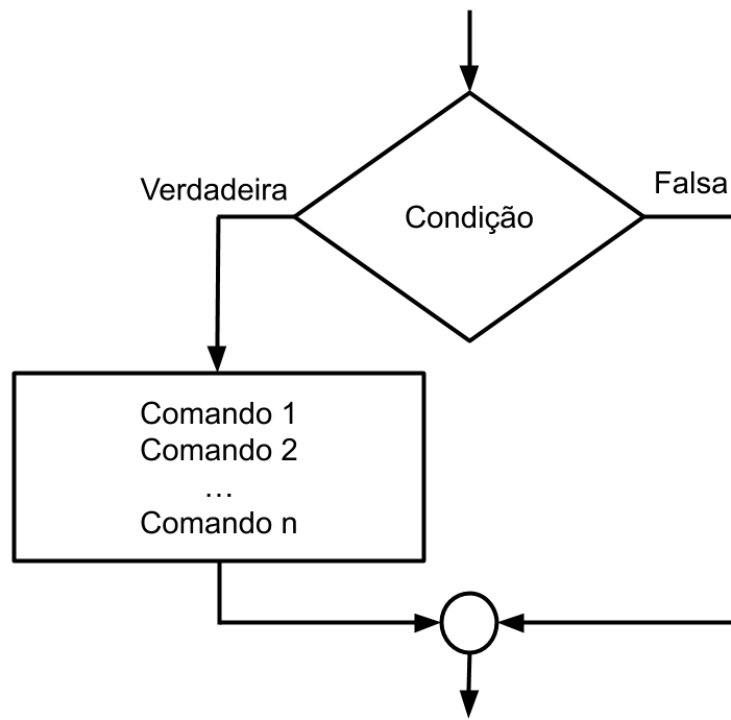 Verdadeira
Falsa
Condição
Comando 1
Comando 2
…
Comando n